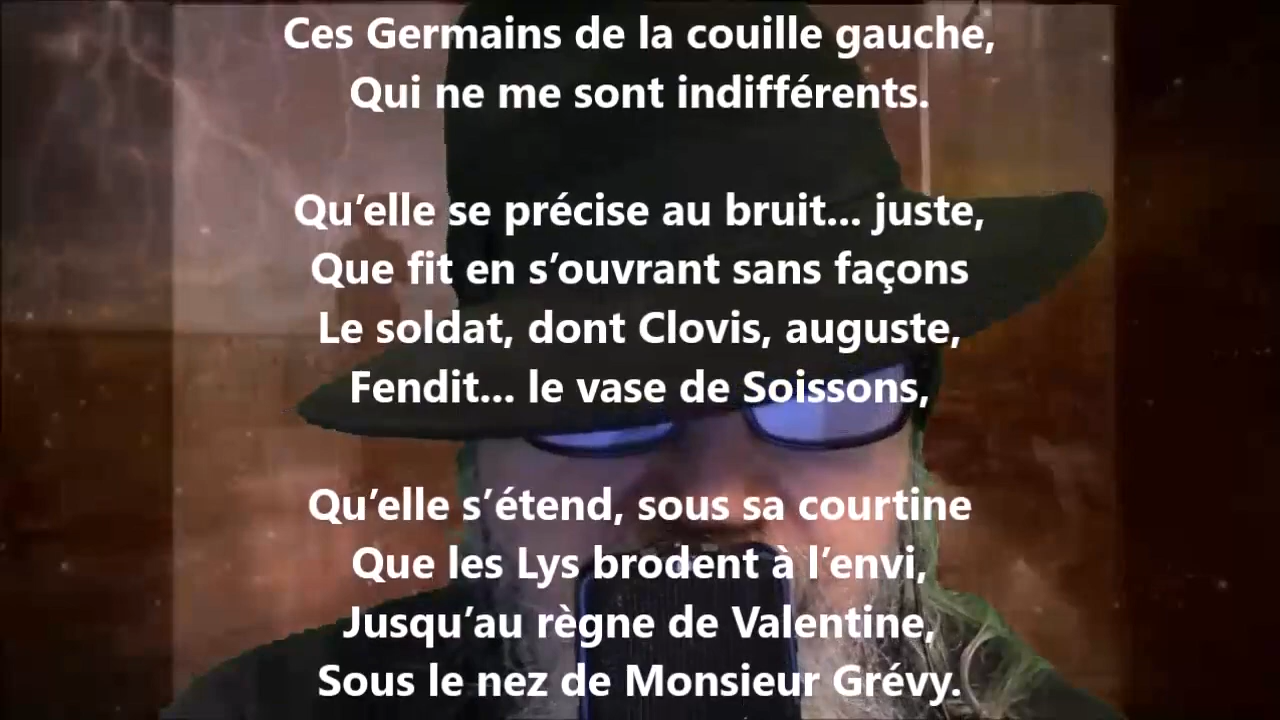 Ces Germains de la couille gauche,
Qui ne me sont indifférents.
Qu’elle se précise au bruit... juste,
Que fit en s’ouvrant sans façons
Le soldat, dont Clovis, auguste,
Fendit... le vase de Soissons,
Qu’elle s’étend, sous sa courtine
Que les Lys brodent à l’envi,
Jusqu’au règne de Valentine,
Sous le nez de Monsieur Grévy.